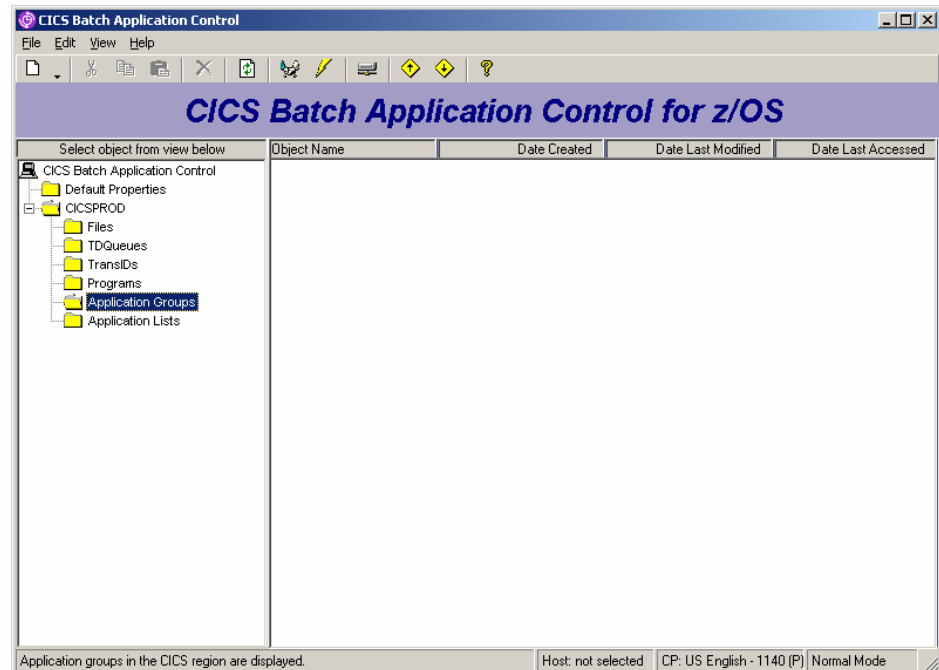 CICS Batch Application Control
File Edit View Help
CICS Batch Application Control for z/OS
Select object from view below Object Name Date Created Date Last Modified Date Last Accessed
CICS Batch Application Control
Default Properties
CICSPROD
Files
TDQueues
TransIDs
Programs
Application Groups
Application Lists
Application groups in the CICS region are displayed. Host: not selected CP: US English - 1140 (P) Normal Mode